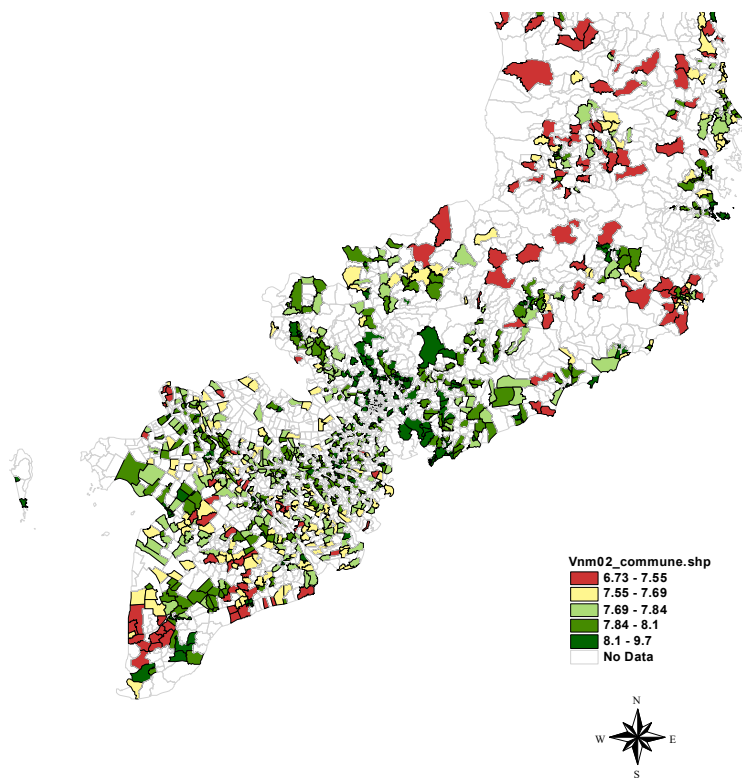 Vnm02_commune.shp
6.73 - 7.55
7.55 - 7.69
7.69 - 7.84
7.84 - 8.1
8.1 - 9.7
No Data
N
W E
S